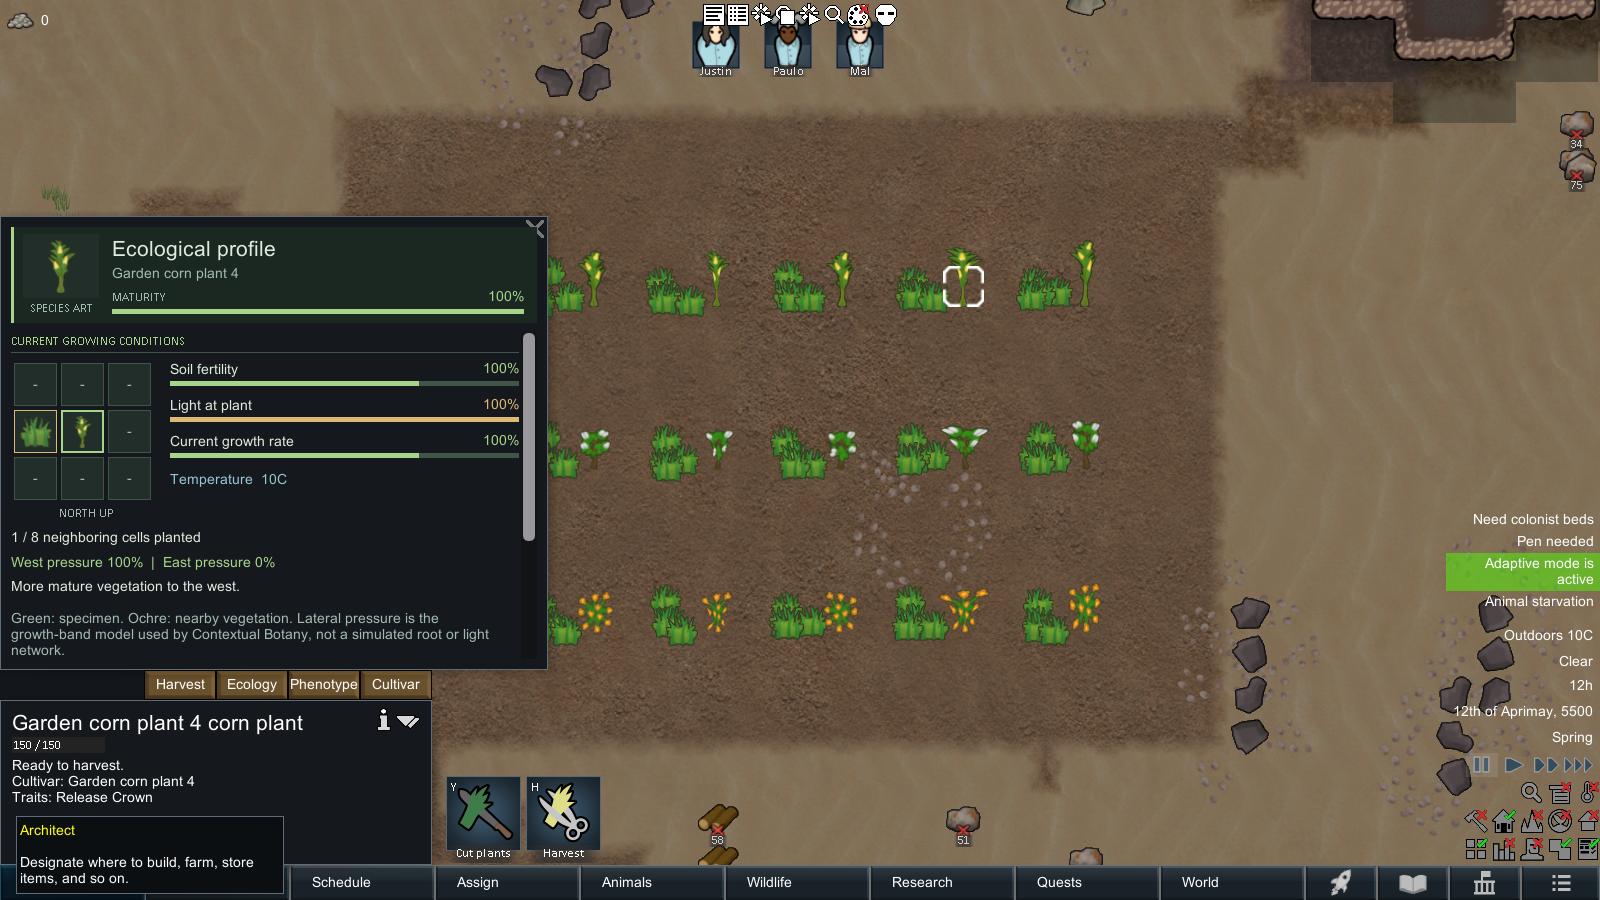 0
Justin
Paulo
Mal
34
75
Ecological profile
Garden corn plant 4
MATURITY
100%
SPECIES ART
CURRENT GROWING CONDITIONS
- - -
-
- - -
NORTH UP
Soil fertility
100%
Light at plant
100%
Current growth rate
100%
Temperature 10C
1 / 8 neighboring cells planted
West pressure 100% | East pressure 0%
More mature vegetation to the west.
Green: specimen. Ochre: nearby vegetation. Lateral pressure is the
growth-band model used by Contextual Botany, not a simulated root or light
network.
Harvest
Ecology
Phenotype
Cultivar
Garden corn plant 4 corn plant
150 / 150
Ready to harvest.
Cultivar: Garden corn plant 4
Traits: Release Crown
Architect
Designate where to build, farm, store
items, and so on.
Y
Cut plants
H
Harvest
58
51
Need colonist beds
Pen needed
Adaptive mode is
active
Animal starvation
Outdoors 10C
Clear
12h
12th of Aprimay, 5500
Spring
Schedule
Assign
Animals
Wildlife
Research
Quests
World